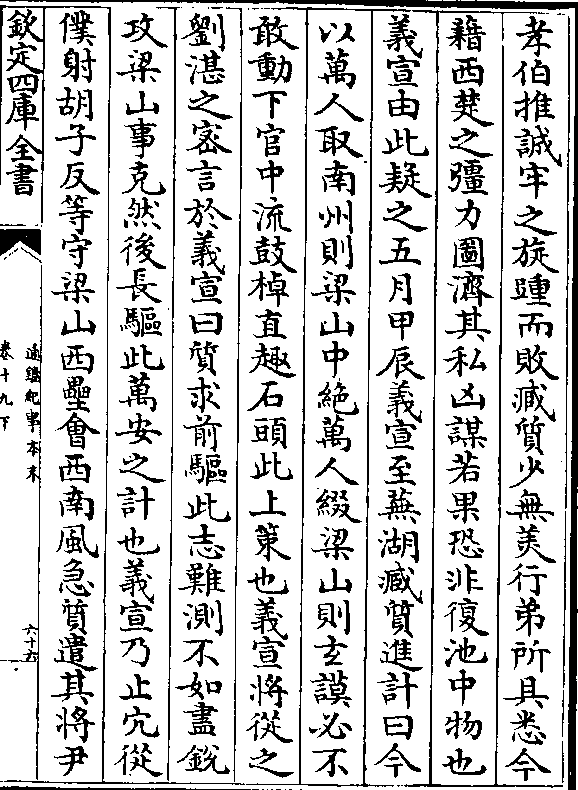 孝伯推誠牢之旋踵而敗臧質少無美行弟所具悉今
藉西楚之彊力圖濟其私凶謀若果恐非復池中物也
義宣由此疑之五月甲辰義宣至蕪湖臧質進計曰今
以萬人取南州則梁山中絶萬人綴梁山則玄謨必不
敢動下官中流鼓棹直趣石頭此上策也義宣將從之
劉湛之宻言於義宣曰質求前驅此志難測不如盡銳
攻梁山事克然後長驅此萬安之計也義宣乃止宂從
僕射胡子反等守梁山西壘會西南風急質遣其將尹
欽定四庫全書
通鑑紀事本末
卷十九下
六十六